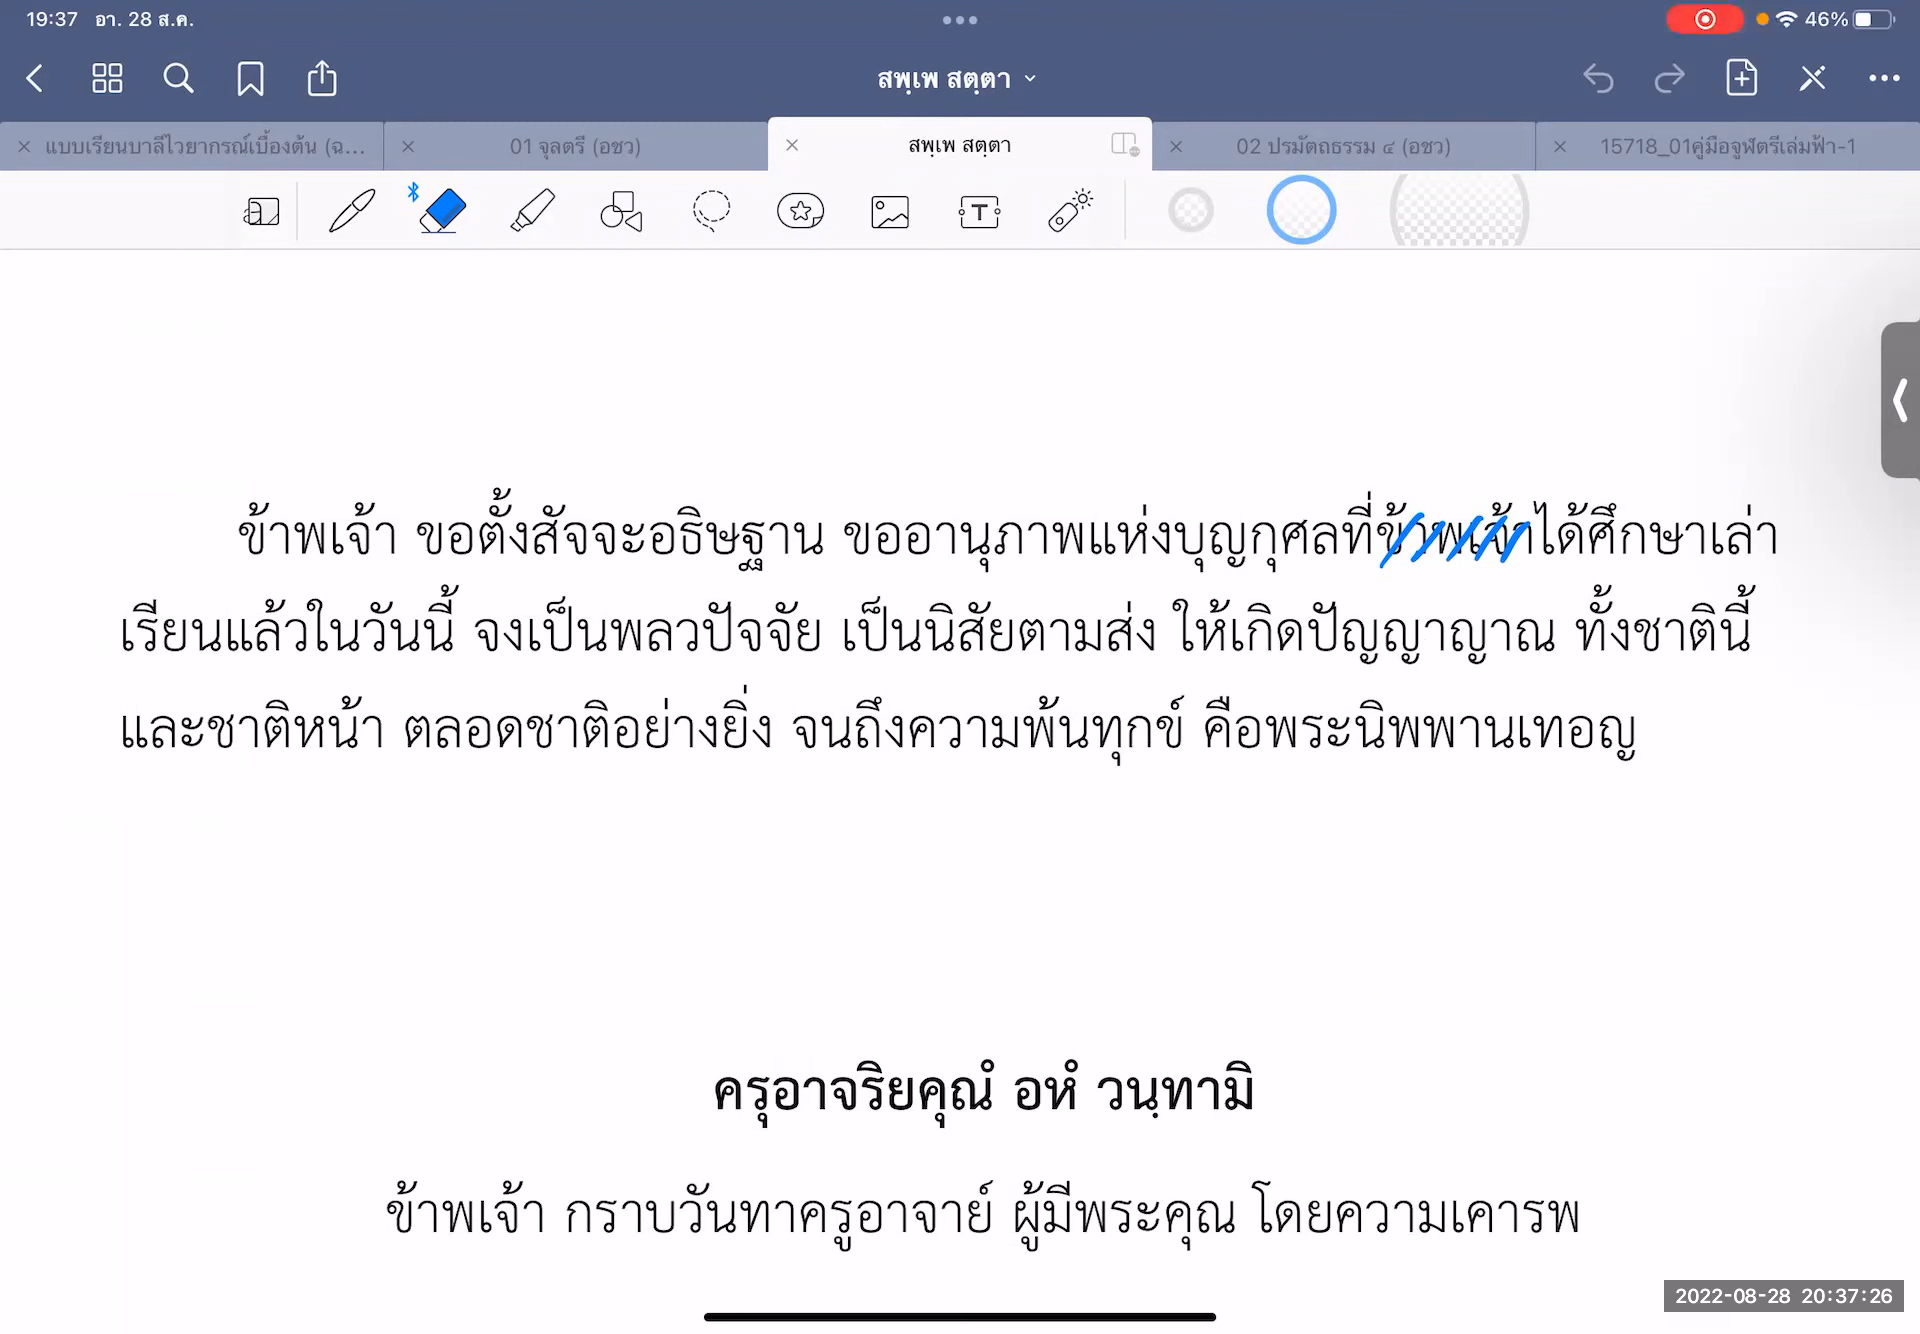 19:37 อา. 28 ส.ค.
46%
สพฺเพ สตฺตา
แบบเรียนบาลีไวยากรณ์เบื้องต้น (ฉ...
01 จุลตรี (อชว)
สพฺเพ สตฺตา
02 ปรมัตถธรรม ๔ (อชว)
15718_01คู่มือจูฬตรีเล่มฟ้า-1
ข้าพเจ้า ขอตั้งสัจจะอธิษฐาน ขออานุภาพแห่งบุญกุศลที่ข้าพเจ้าได้ศึกษาเล่า
เรียนแล้วในวันนี้ จงเป็นพลวปัจจัย เป็นนิสัยตามส่ง ให้เกิดปัญญาญาณ ทั้งชาตินี้
และชาติหน้า ตลอดชาติอย่างยิ่ง จนถึงความพ้นทุกข์ คือพระนิพพานเทอญ
ครุอาจริยคุณํ อหํ วนฺทามิ
ข้าพเจ้า กราบวันทาครูอาจาย์ ผู้มีพระคุณ โดยความเคารพ
2022-08-28 20:37:26